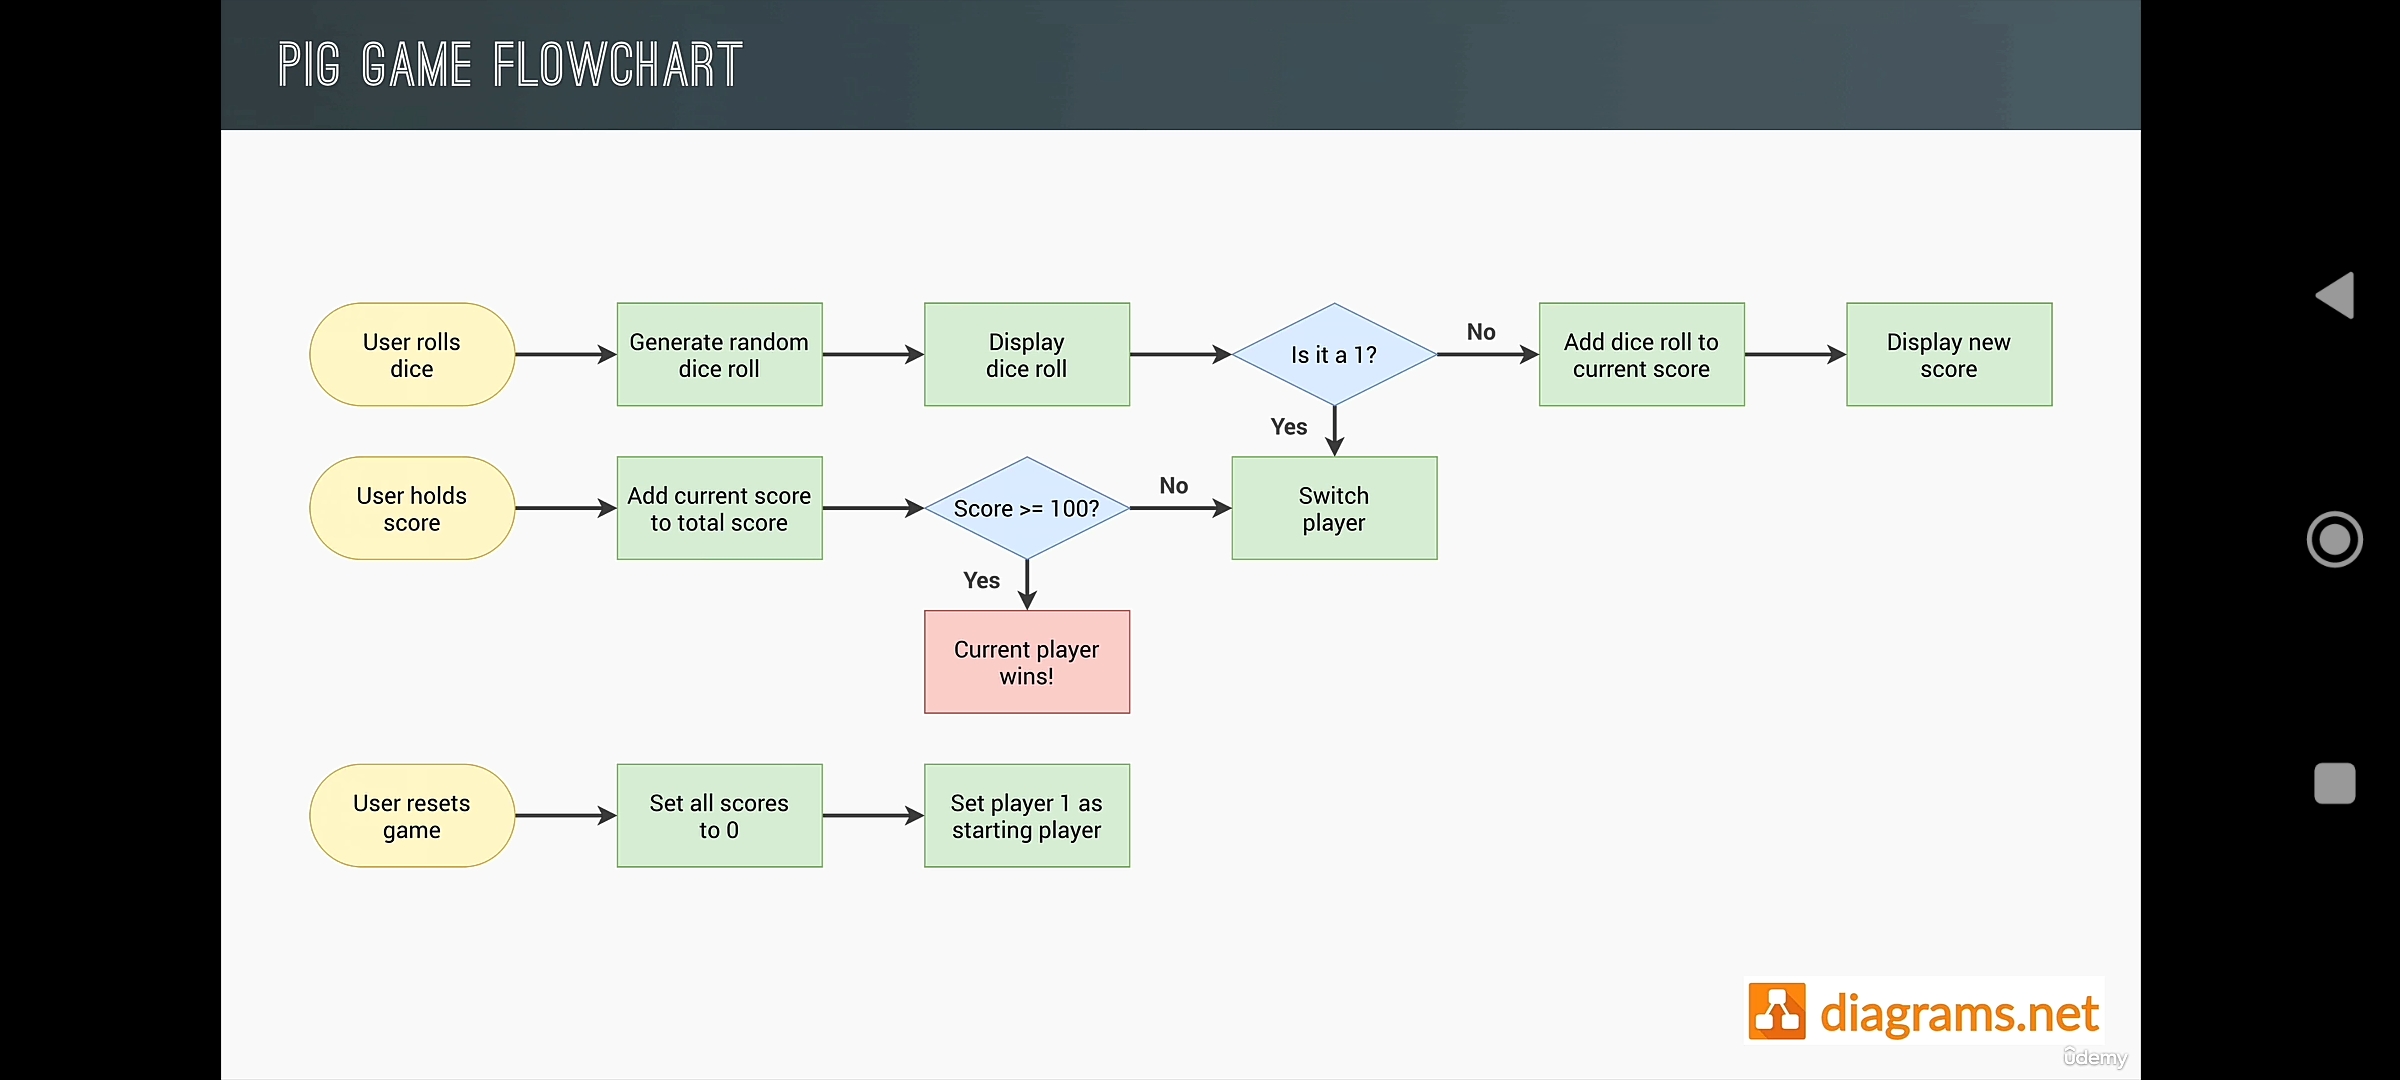 PIG GAME FLOWCHART
User rolls
dice
Generate random
dice roll
Display
dice roll
Is it a 1?
No
Add dice roll to
current score
Display new
score
Yes
User holds
score
Add current score
to total score
Score >= 100?
No
Switch
player
Yes
Current player
wins!
User resets
game
Set all scores
to 0
Set player 1 as
starting player
diagrams.net
ûdemy